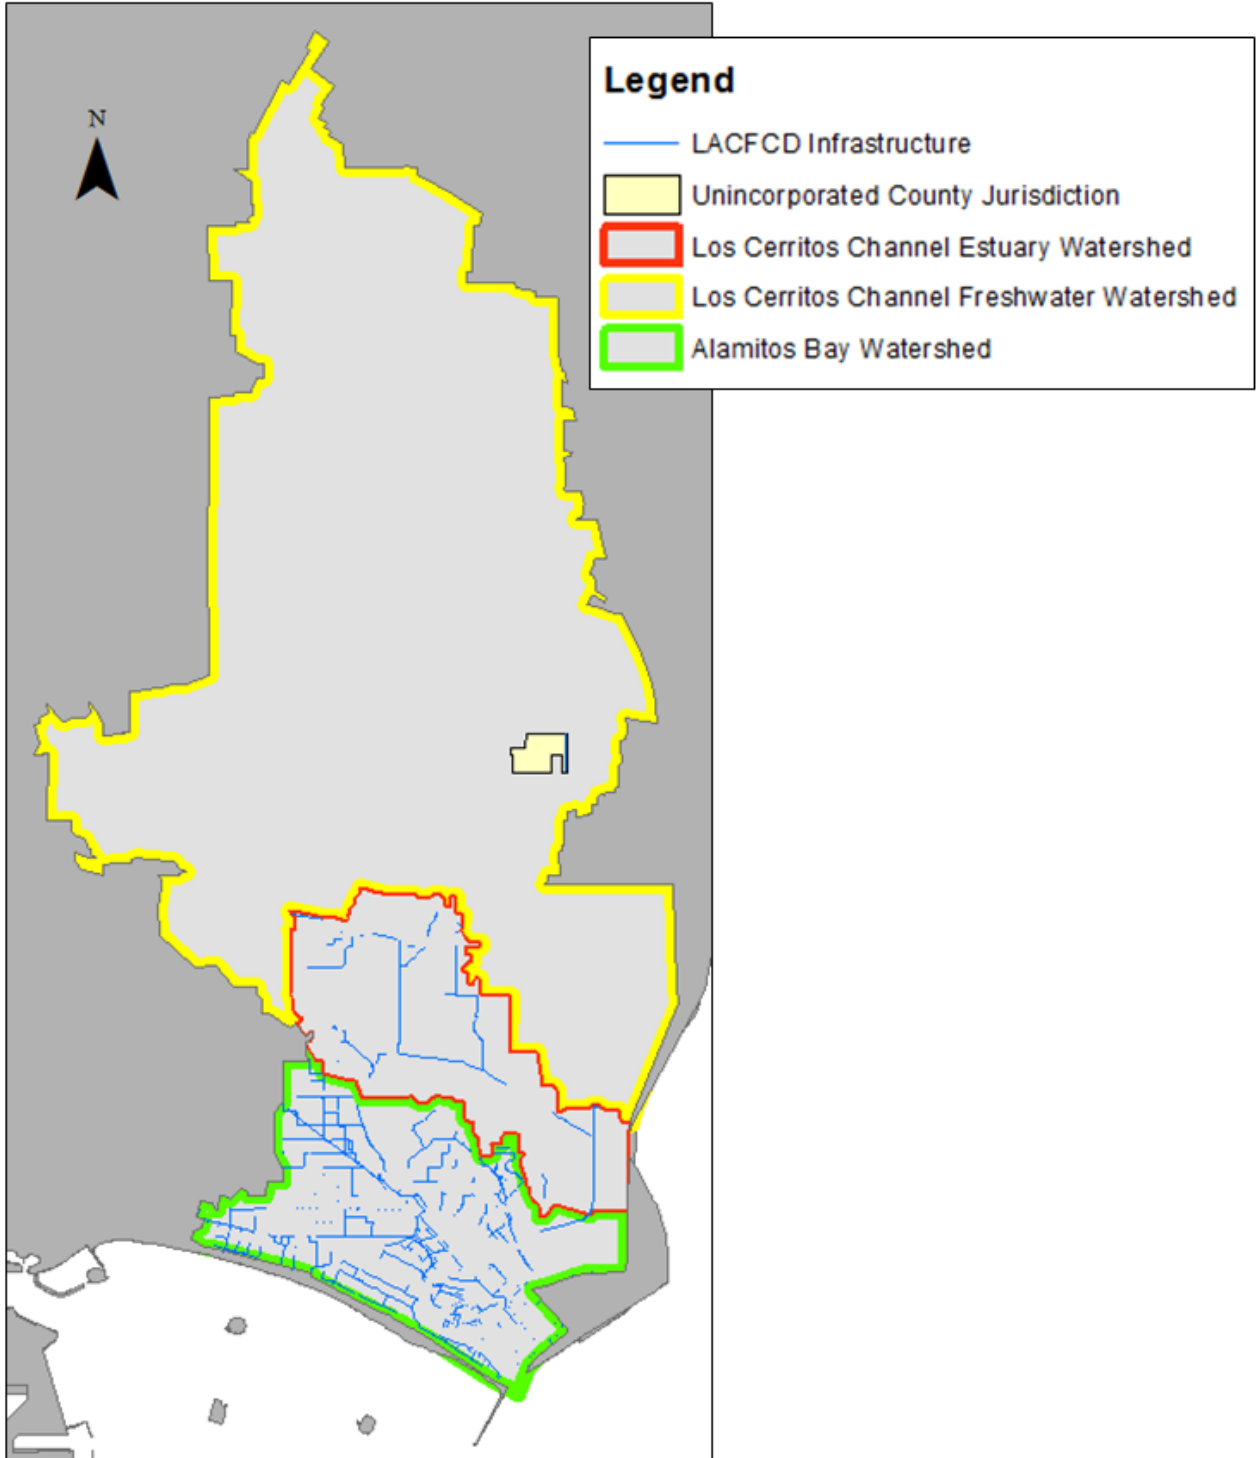 N
Legend
LACFCD Infrastructure
Unincorporated County Jurisdiction
Los Cerritos Channel Estuary Watershed
Los Cerritos Channel Freshwater Watershed
Alamitos Bay Watershed